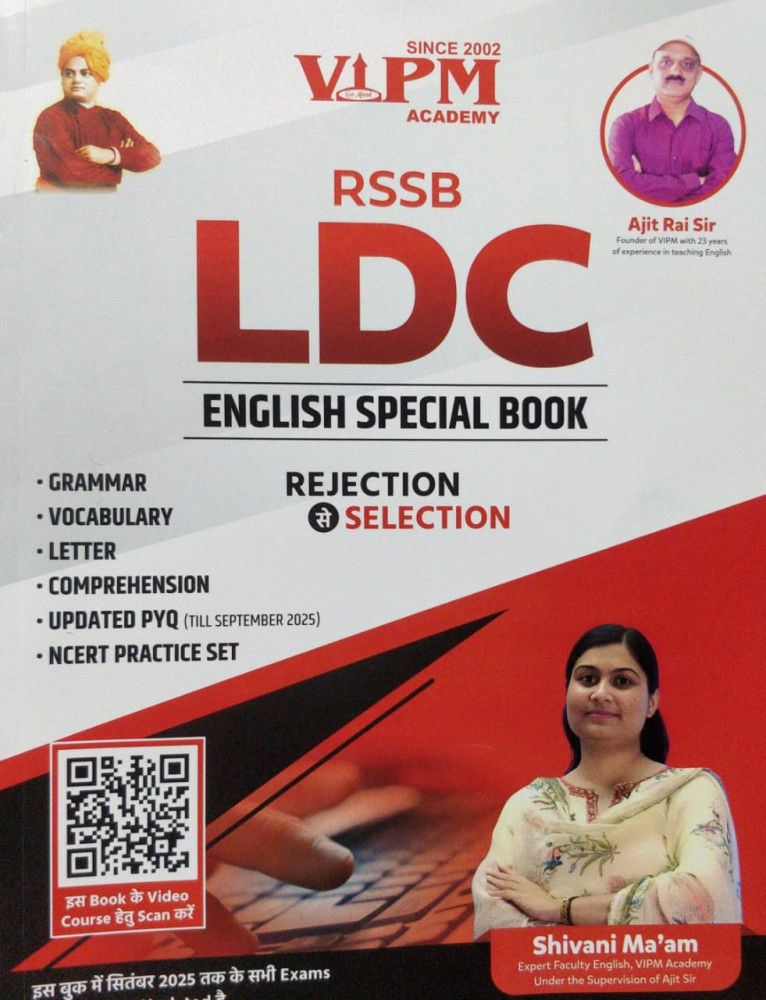 SINCE 2002
VIPM
ACADEMY
RSSB
LDC
ENGLISH SPECIAL BOOK
Ajit Rai Sir
Founder of VIPM with 23 years
of experience in teaching English
• GRAMMAR
• VOCABULARY
• LETTER
• COMPREHENSION
• UPDATED PYQ (TILL SEPTEMBER 2025)
• NCERT PRACTICE SET
REJECTION
से SELECTION
इस Book के Video
Course हेतु Scan करें
Shivani Ma'am
Expert Faculty English, VIPM Academy
Under the Supervision of Ajit Sir
इस बुक में सितंबर 2025 तक के सभी Exams